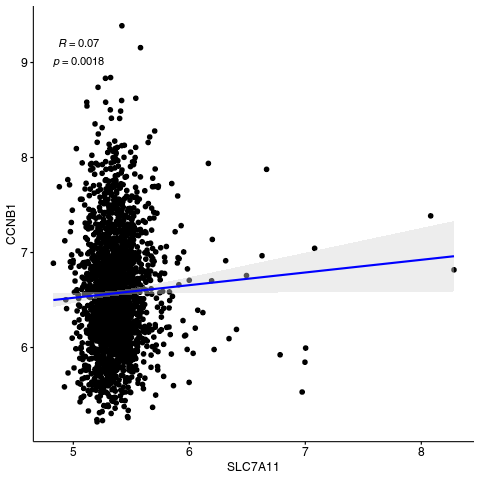 R = 0.07
p = 0.0018
9
8
7
6
CCNB1
5
6
7
8
SLC7A11